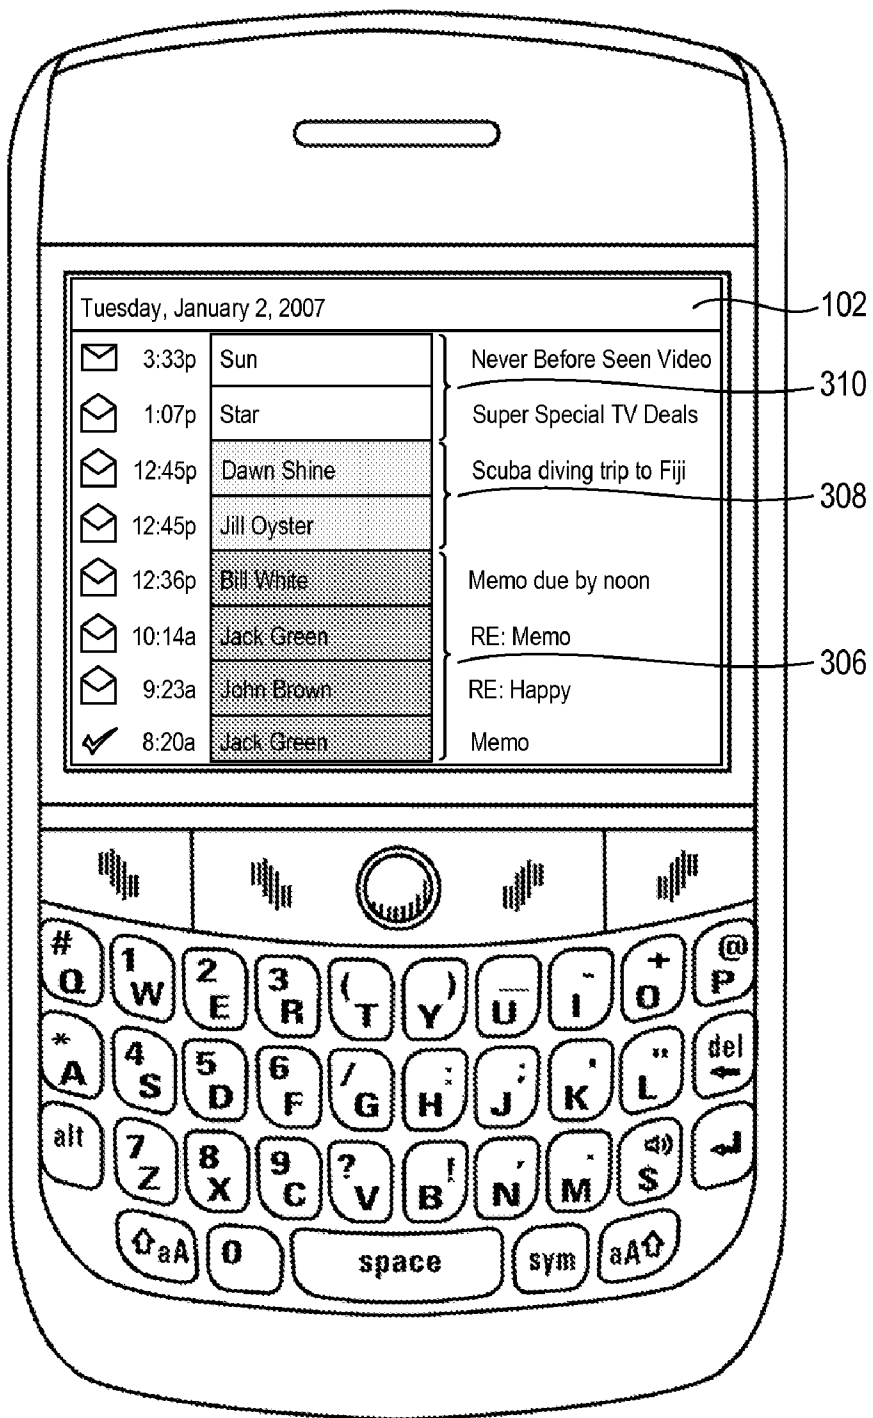 Tuesday, January 2, 2007 102
3:33p Sun Never Before Seen Video
310
1:07p Star Super Special TV Deals
12:45p Dawn Shine Scuba diving trip to Fiji
308
12:45p Jill Oyster
12:36p Bill White Memo due by noon
10:14a Jack Green RE: Memo
306
9:23a John Brown RE: Happy
8:20a Jack Green Memo
# 1 2 3 ( ) _ ~ + @
Q W E R T Y U I O P
* 4 5 6 / : ; ' " del
A S D F G H J K L
alt 7 8 9 ? ! , .
Z X C V B N M $
aA 0 space sym aA